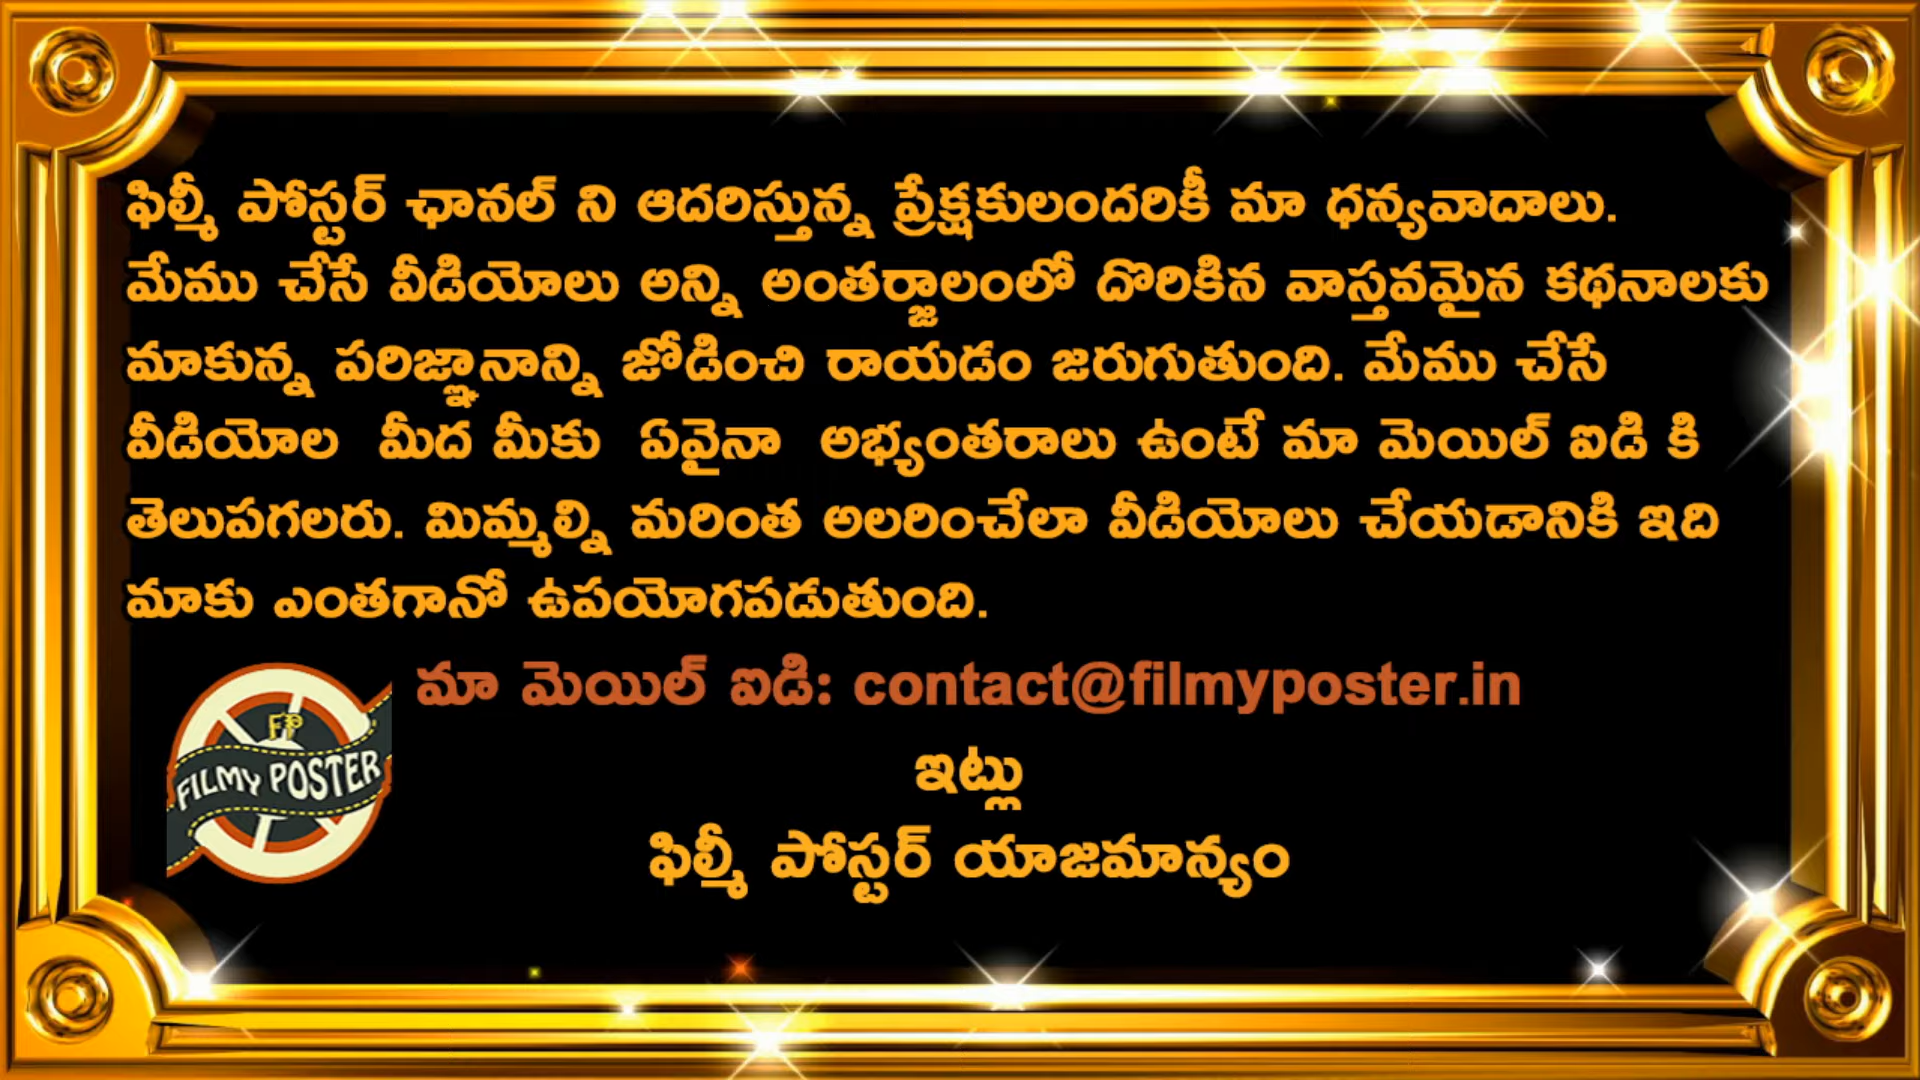 ఫిల్మీ పోస్టర్ ఛానల్ ని ఆదరిస్తున్న ప్రేక్షకులందరికీ మా ధన్యవాదాలు.
మేము చేసే వీడియోలు అన్ని అంతర్జాలంలో దొరికిన వాస్తవమైన కథనాలకు
మాకున్న పరిజ్ఞానాన్ని జోడించి రాయడం జరుగుతుంది. మేము చేసే
వీడియోల మీద మీకు ఏవైనా అభ్యంతరాలు ఉంటే మా మెయిల్ ఐడి కి
తెలుపగలరు. మిమ్మల్ని మరింత అలరించేలా వీడియోలు చేయడానికి ఇది
మాకు ఎంతగానో ఉపయోగపడుతుంది.
మా మెయిల్ ఐడి: contact@filmyposter.in
FP
FILMY POSTER
ఇట్లు
ఫిల్మీ పోస్టర్ యాజమాన్యం